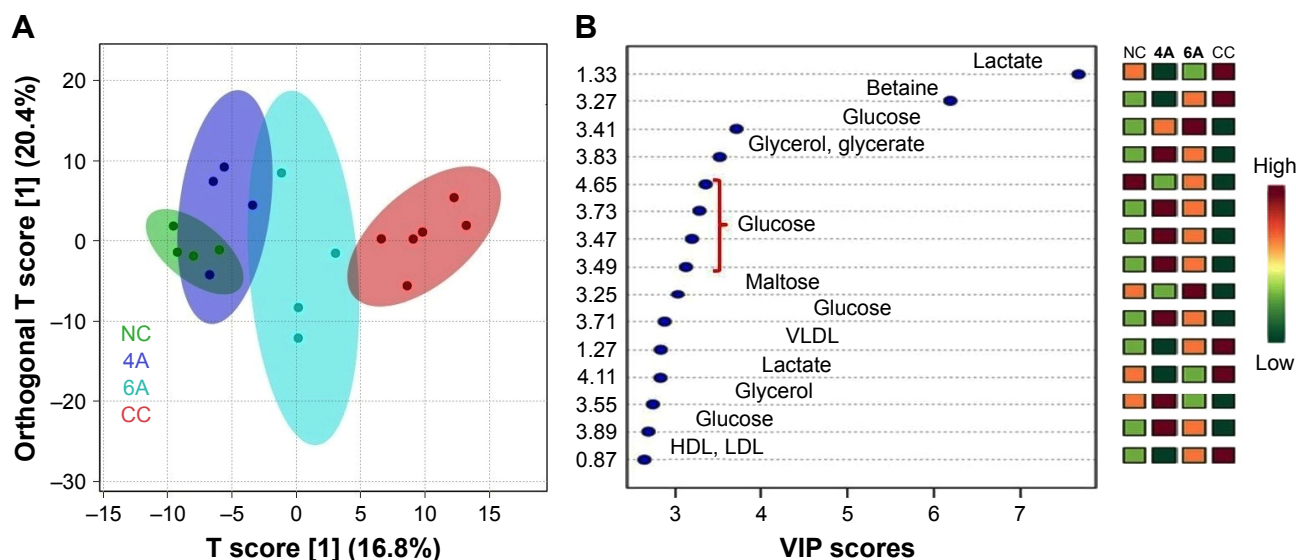 A
Orthogonal T score [1] (20.4%)
20
10
0
–10
–20
–30
NC
4A
6A
CC
–15 –10 –5 0 5 10 15
T score [1] (16.8%)
B
NC 4A 6A CC
1.33 Lactate
3.27 Betaine
3.41 Glucose
3.83 Glycerol, glycerate
4.65
3.73
3.47 Glucose
3.49
3.25 Maltose
3.71 Glucose
1.27 VLDL
4.11 Lactate
3.55 Glycerol
3.89 Glucose
0.87 HDL, LDL
3 4 5 6 7
VIP scores
High
Low